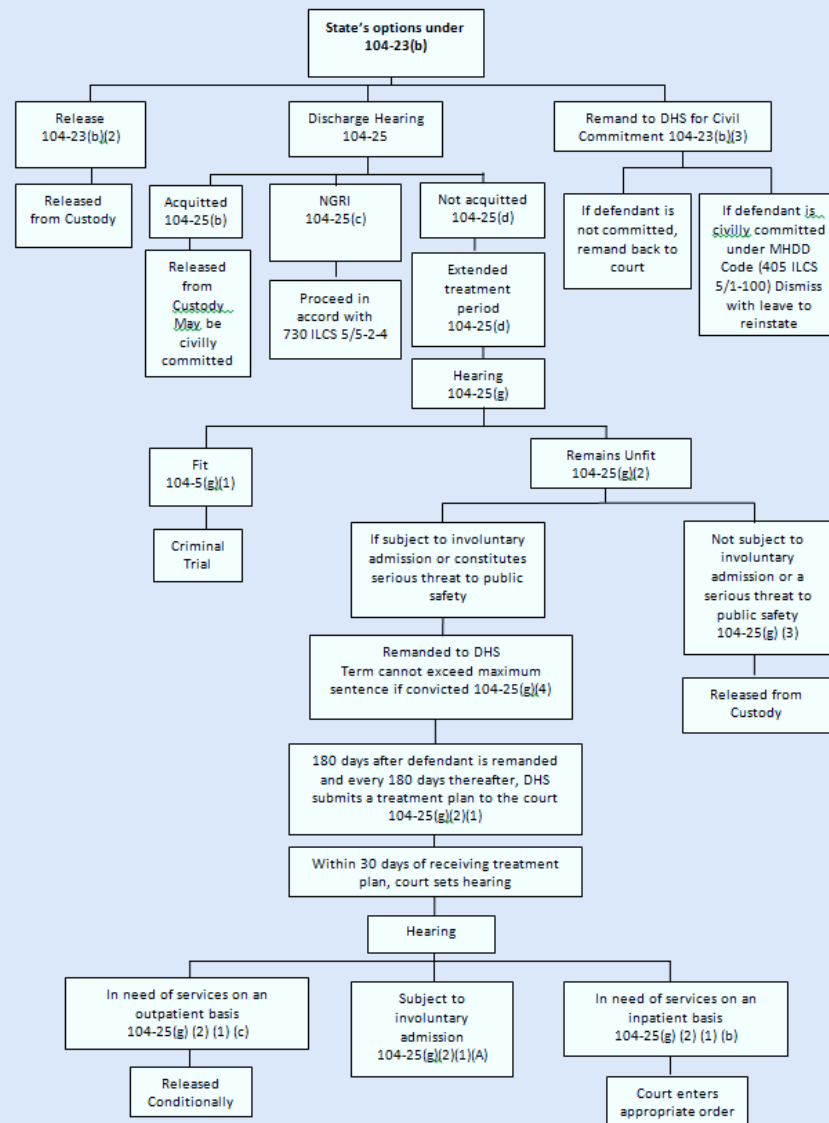 State's options under
104-23(b)
Release
104-23(b)(2)
Discharge Hearing
104-25
Remand to DHS for Civil
Commitment 104-23(b)(3)
Released
from Custody
Acquitted
104-25(b)
NGRI
104-25(c)
Not acquitted
104-25(d)
If defendant is
not committed,
remand back to
court
If defendant is
civilly committed
under MHDD
Code (405 ILCS
5/1-100) Dismiss
with leave to
reinstate
Released
from
Custody
May be
civilly
committed
Proceed in
accord with
730 ILCS 5/5-2-4
Extended
treatment
period
104-25(d)
Hearing
104-25(g)
Fit
104-5(g)(1)
Remains Unfit
104-25(g)(2)
Criminal
Trial
If subject to involuntary
admission or constitutes
serious threat to public
safety
Not subject to
involuntary
admission or a
serious threat to
public safety
104-25(g) (3)
Remanded to DHS
Term cannot exceed maximum
sentence if convicted 104-25(g)(4)
Released from
Custody
180 days after defendant is remanded
and every 180 days thereafter, DHS
submits a treatment plan to the court
104-25(g)(2)(1)
Within 30 days of receiving treatment
plan, court sets hearing
Hearing
In need of services on an
outpatient basis
104-25(g) (2) (1) (c)
Subject to
involuntary
admission
104-25(g)(2)(1)(A)
In need of services on an
inpatient basis
104-25(g) (2) (1) (b)
Released
Conditionally
Court enters
appropriate order